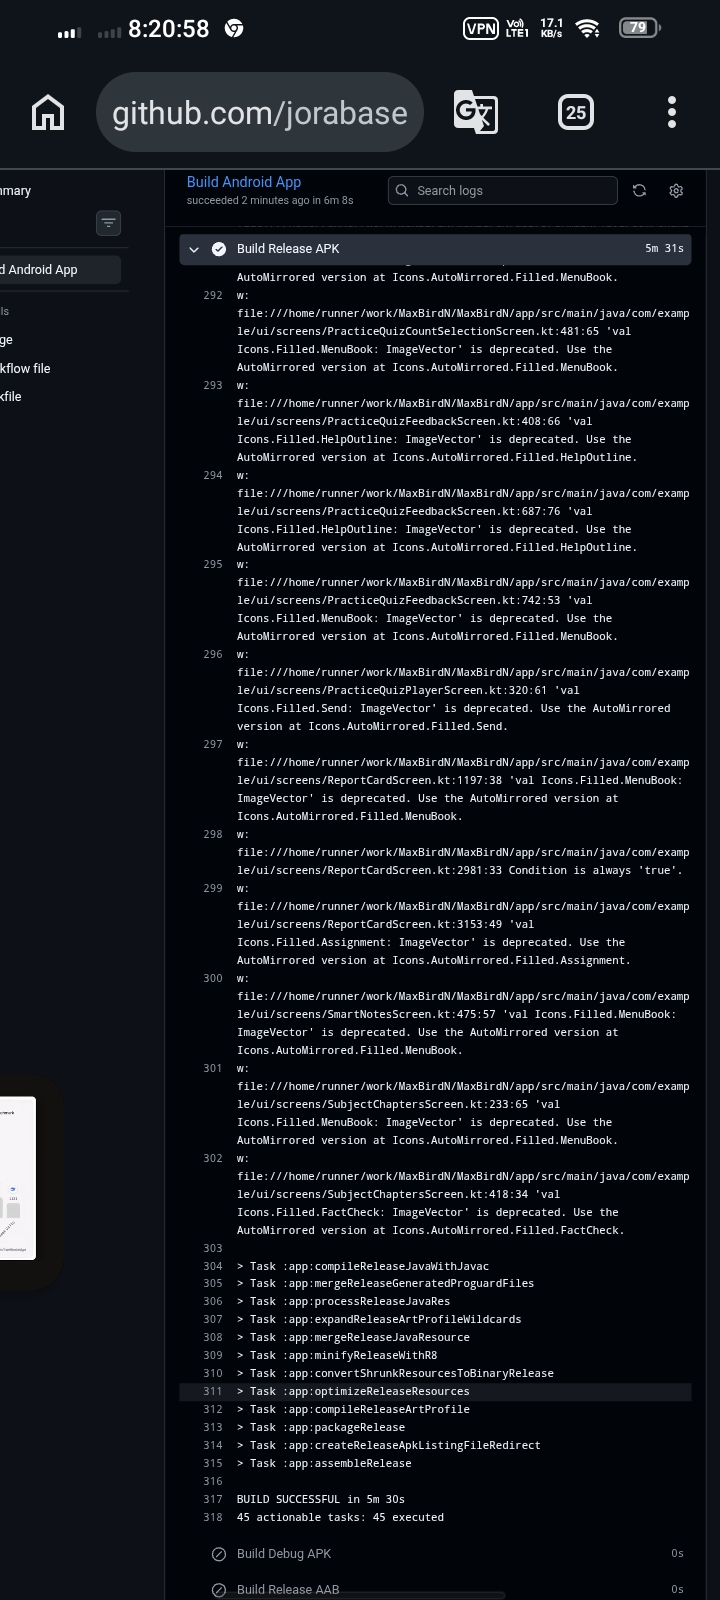 8:20:58
VPN
Vo)
LTE1
17.1
KB/s
79
github.com/jorabase
G
25
mmary
Build Android App
succeeded 2 minutes ago in 6m 8s
Search logs
Build Release APK 5m 31s
d Android App
ls
ge
kflow file
kfile
AutoMirrored version at Icons.AutoMirrored.Filled.MenuBook.
292 w:
file:///home/runner/work/MaxBirdN/MaxBirdN/app/src/main/java/com/examp
le/ui/screens/PracticeQuizCountSelectionScreen.kt:481:65 'val
Icons.Filled.MenuBook: ImageVector' is deprecated. Use the
AutoMirrored version at Icons.AutoMirrored.Filled.MenuBook.
293 w:
file:///home/runner/work/MaxBirdN/MaxBirdN/app/src/main/java/com/examp
le/ui/screens/PracticeQuizFeedbackScreen.kt:408:66 'val
Icons.Filled.HelpOutline: ImageVector' is deprecated. Use the
AutoMirrored version at Icons.AutoMirrored.Filled.HelpOutline.
294 w:
file:///home/runner/work/MaxBirdN/MaxBirdN/app/src/main/java/com/examp
le/ui/screens/PracticeQuizFeedbackScreen.kt:687:76 'val
Icons.Filled.HelpOutline: ImageVector' is deprecated. Use the
AutoMirrored version at Icons.AutoMirrored.Filled.HelpOutline.
295 w:
file:///home/runner/work/MaxBirdN/MaxBirdN/app/src/main/java/com/examp
le/ui/screens/PracticeQuizFeedbackScreen.kt:742:53 'val
Icons.Filled.MenuBook: ImageVector' is deprecated. Use the
AutoMirrored version at Icons.AutoMirrored.Filled.MenuBook.
296 w:
file:///home/runner/work/MaxBirdN/MaxBirdN/app/src/main/java/com/examp
le/ui/screens/PracticeQuizPlayerScreen.kt:320:61 'val
Icons.Filled.Send: ImageVector' is deprecated. Use the AutoMirrored
version at Icons.AutoMirrored.Filled.Send.
297 w:
file:///home/runner/work/MaxBirdN/MaxBirdN/app/src/main/java/com/examp
le/ui/screens/ReportCardScreen.kt:1197:38 'val Icons.Filled.MenuBook:
ImageVector' is deprecated. Use the AutoMirrored version at
Icons.AutoMirrored.Filled.MenuBook.
298 w:
file:///home/runner/work/MaxBirdN/MaxBirdN/app/src/main/java/com/examp
le/ui/screens/ReportCardScreen.kt:2981:33 Condition is always 'true'.
299 w:
file:///home/runner/work/MaxBirdN/MaxBirdN/app/src/main/java/com/examp
le/ui/screens/ReportCardScreen.kt:3153:49 'val
Icons.Filled.Assignment: ImageVector' is deprecated. Use the
AutoMirrored version at Icons.AutoMirrored.Filled.Assignment.
300 w:
file:///home/runner/work/MaxBirdN/MaxBirdN/app/src/main/java/com/examp
le/ui/screens/SmartNotesScreen.kt:475:57 'val Icons.Filled.MenuBook:
ImageVector' is deprecated. Use the AutoMirrored version at
Icons.AutoMirrored.Filled.MenuBook.
301 w:
file:///home/runner/work/MaxBirdN/MaxBirdN/app/src/main/java/com/examp
le/ui/screens/SubjectChaptersScreen.kt:233:65 'val
Icons.Filled.MenuBook: ImageVector' is deprecated. Use the
AutoMirrored version at Icons.AutoMirrored.Filled.MenuBook.
302 w:
file:///home/runner/work/MaxBirdN/MaxBirdN/app/src/main/java/com/examp
le/ui/screens/SubjectChaptersScreen.kt:418:34 'val
Icons.Filled.FactCheck: ImageVector' is deprecated. Use the
AutoMirrored version at Icons.AutoMirrored.Filled.FactCheck.
303
304 > Task :app:compileReleaseJavaWithJavac
305 > Task :app:mergeReleaseGeneratedProguardFiles
306 > Task :app:processReleaseJavaRes
307 > Task :app:expandReleaseArtProfileWildcards
308 > Task :app:mergeReleaseJavaResource
309 > Task :app:minifyReleaseWithR8
310 > Task :app:convertShrunkResourcesToBinaryRelease
311 > Task :app:optimizeReleaseResources
312 > Task :app:compileReleaseArtProfile
313 > Task :app:packageRelease
314 > Task :app:createReleaseApkListingFileRedirect
315 > Task :app:assembleRelease
316
317 BUILD SUCCESSFUL in 5m 30s
318 45 actionable tasks: 45 executed
Build Debug APK 0s
Build Release AAB 0s